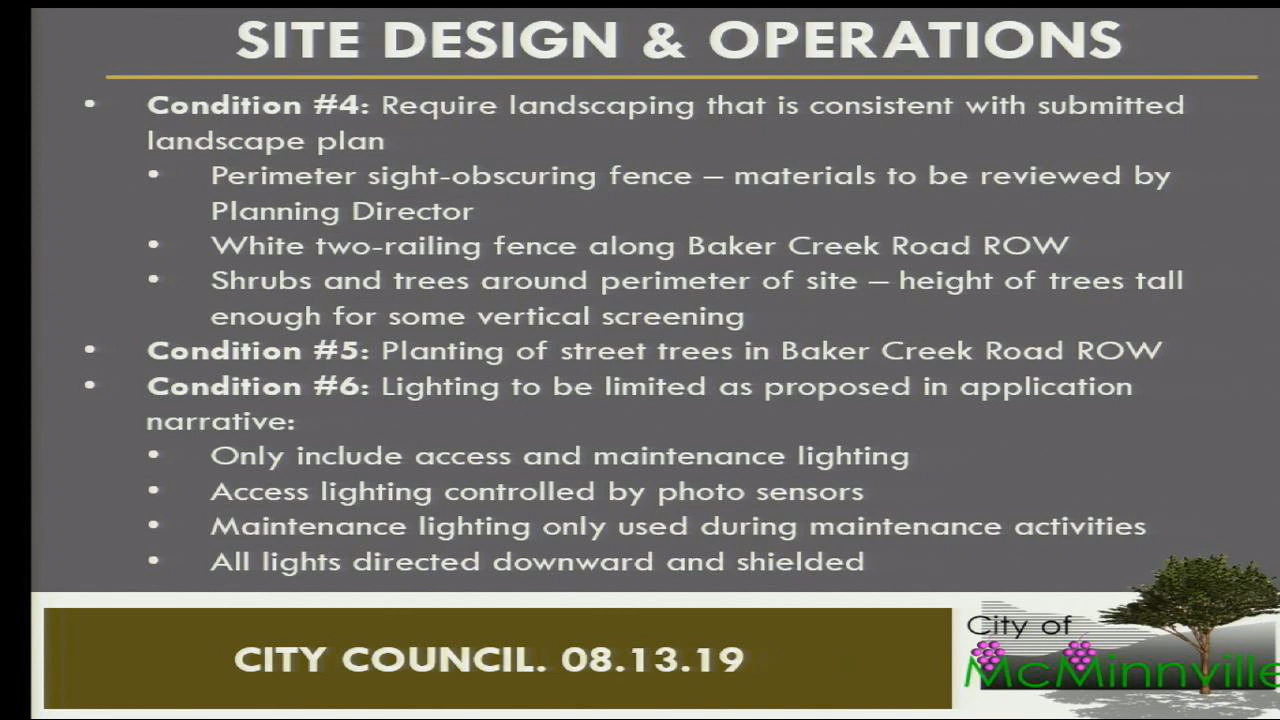 SITE DESIGN & OPERATIONS
• Condition #4: Require landscaping that is consistent with submitted
landscape plan
• Perimeter sight-obscuring fence – materials to be reviewed by
Planning Director
• White two-railing fence along Baker Creek Road ROW
• Shrubs and trees around perimeter of site – height of trees tall
enough for some vertical screening
• Condition #5: Planting of street trees in Baker Creek Road ROW
• Condition #6: Lighting to be limited as proposed in application
narrative:
• Only include access and maintenance lighting
• Access lighting controlled by photo sensors
• Maintenance lighting only used during maintenance activities
• All lights directed downward and shielded
CITY COUNCIL. 08.13.19
City of
McMinnville